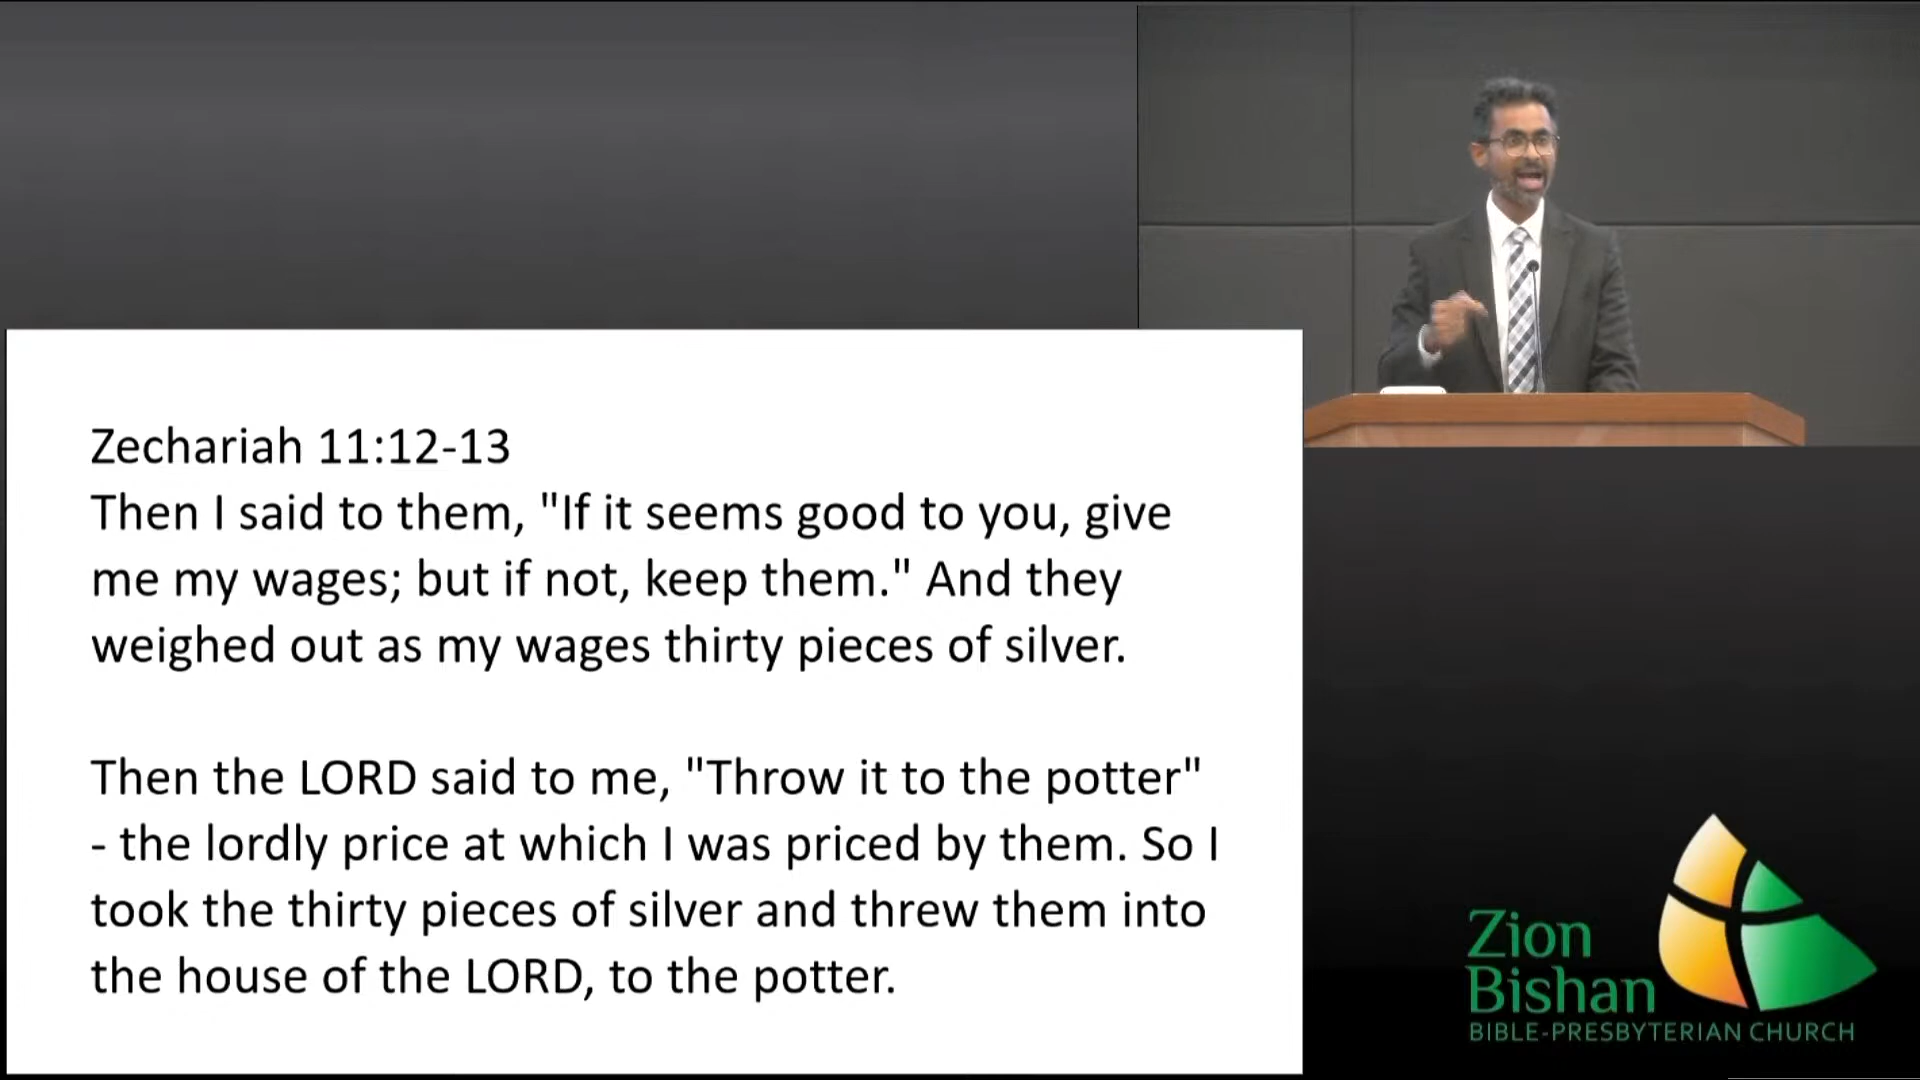 Zechariah 11:12-13
Then I said to them, "If it seems good to you, give
me my wages; but if not, keep them." And they
weighed out as my wages thirty pieces of silver.
Then the LORD said to me, "Throw it to the potter"
- the lordly price at which I was priced by them. So I
took the thirty pieces of silver and threw them into
the house of the LORD, to the potter.
Zion
Bishan
BIBLE-PRESBYTERIAN CHURCH